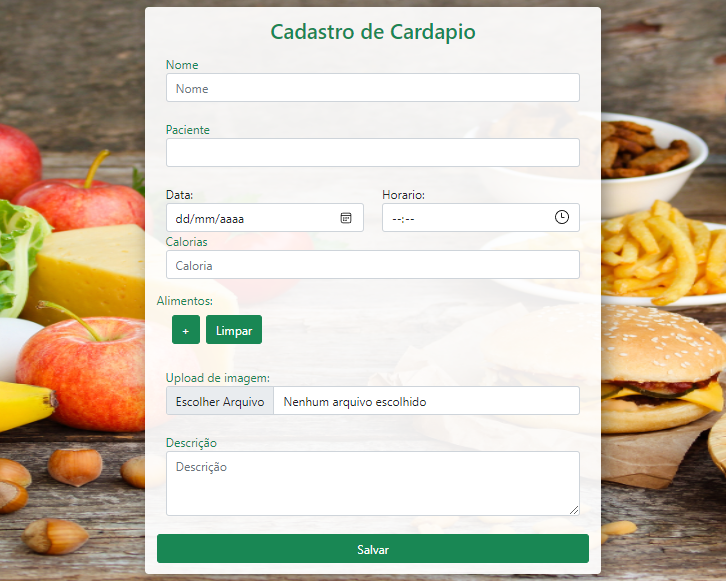 Cadastro de Cardapio
Nome
Nome
Paciente
Data: Horario:
dd/mm/aaaa --:--
Calorias
Caloria
Alimentos:
+ Limpar
Upload de imagem:
Escolher Arquivo Nenhum arquivo escolhido
Descrição
Descrição
Salvar